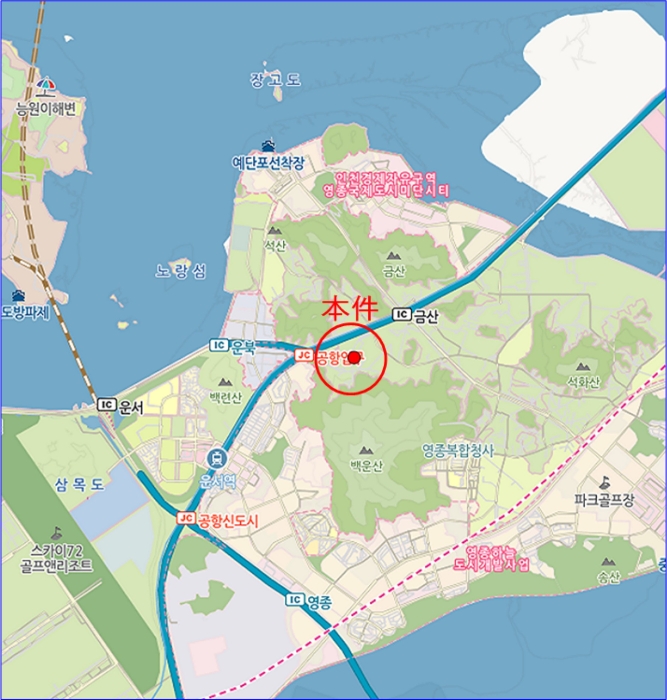 장고도
능원이해변
예단포선착장
인천경제자유구역
영종국제도시미단시티
석산
금산
노랑섬
도방파제
本件
IC 금산
IC 운북
JC 공항입구
석화산
백련산
IC 운서
영종복합청사
백운산
운서역
삼목도
파크골프장
JC 공항신도시
스카이72
골프앤리조트
영종하늘
도시개발사업
송산
IC 영종